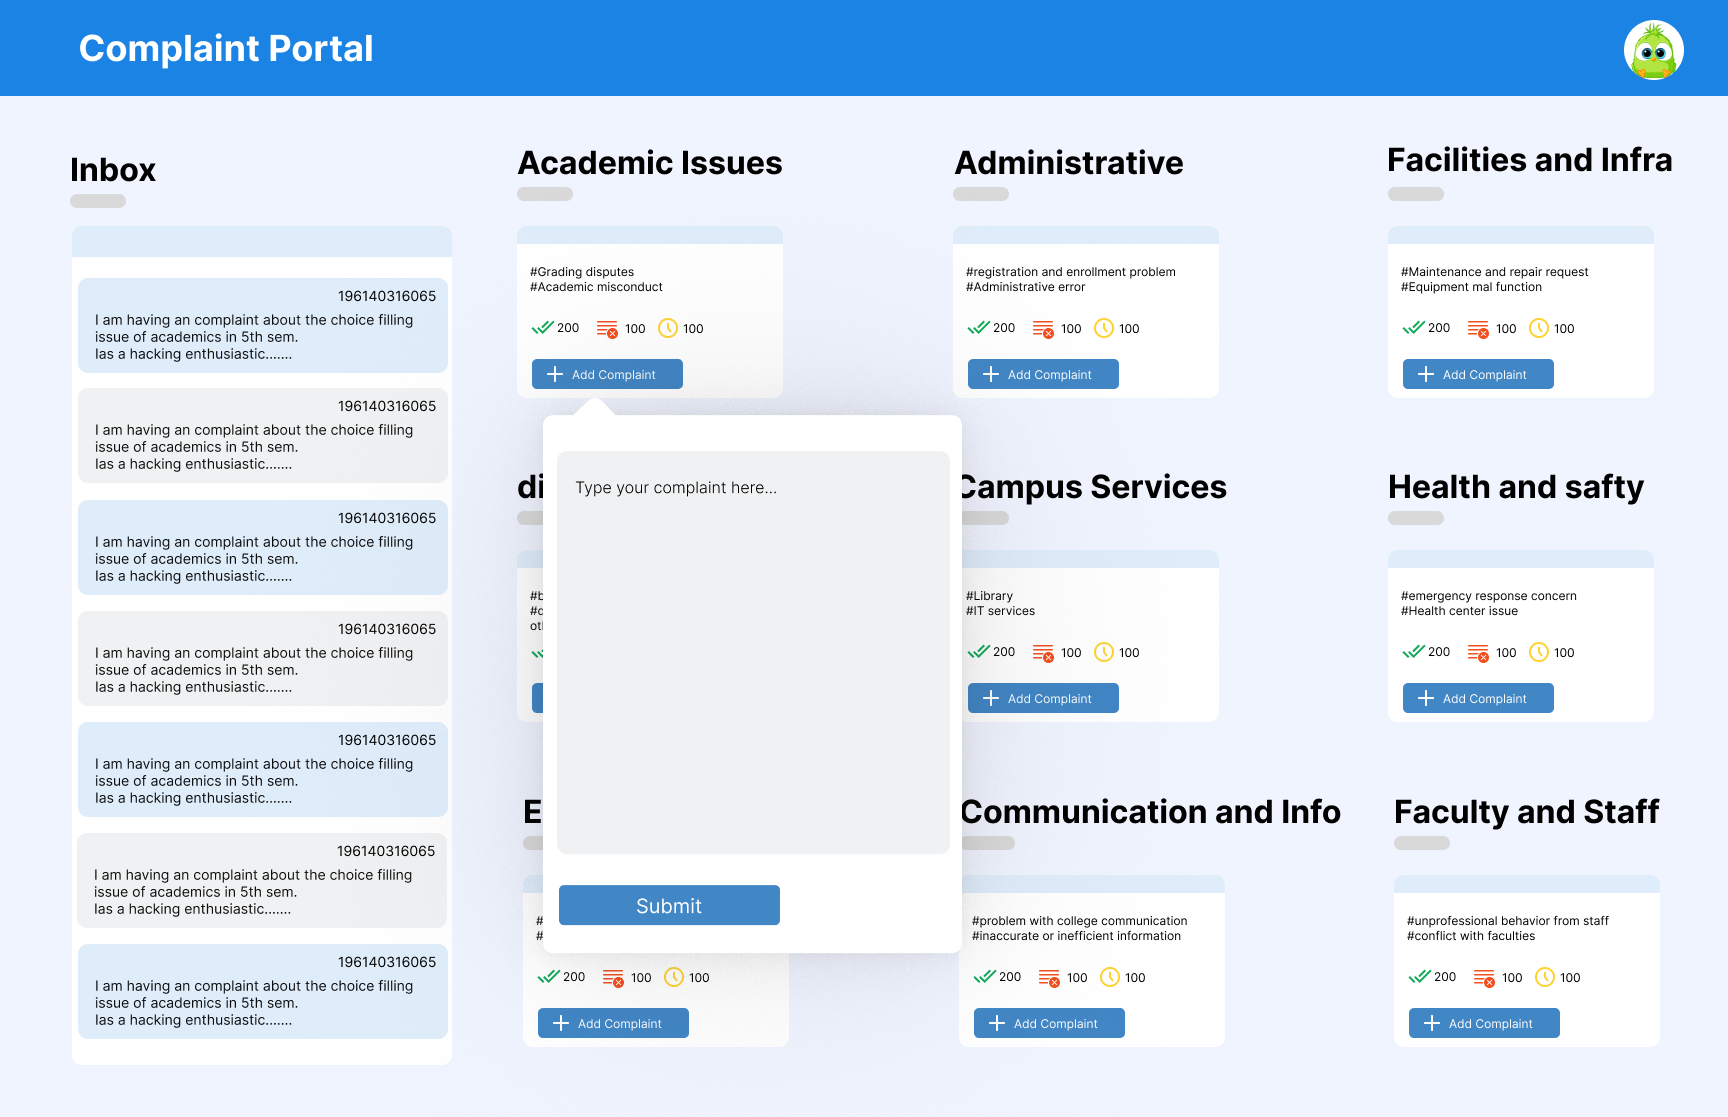 Complaint Portal
Inbox
196140316065
I am having an complaint about the choice filling
issue of academics in 5th sem.
Ias a hacking enthusiastic.......
196140316065
I am having an complaint about the choice filling
issue of academics in 5th sem.
Ias a hacking enthusiastic.......
196140316065
I am having an complaint about the choice filling
issue of academics in 5th sem.
Ias a hacking enthusiastic.......
196140316065
I am having an complaint about the choice filling
issue of academics in 5th sem.
Ias a hacking enthusiastic.......
196140316065
I am having an complaint about the choice filling
issue of academics in 5th sem.
Ias a hacking enthusiastic.......
196140316065
I am having an complaint about the choice filling
issue of academics in 5th sem.
Ias a hacking enthusiastic.......
196140316065
I am having an complaint about the choice filling
issue of academics in 5th sem.
Ias a hacking enthusiastic.......
Academic Issues
#Grading disputes
#Academic misconduct
200 100 100
Add Complaint
Administrative
#registration and enrollment problem
#Administrative error
200 100 100
Add Complaint
Facilities and Infra
#Maintenance and repair request
#Equipment mal function
200 100 100
Add Complaint
Type your complaint here...
Submit
Campus Services
#Library
#IT services
200 100 100
Add Complaint
Health and safty
#emergency response concern
#Health center issue
200 100 100
Add Complaint
200 100 100
Add Complaint
Communication and Info
#problem with college communication
#inaccurate or inefficient information
200 100 100
Add Complaint
Faculty and Staff
#unprofessional behavior from staff
#conflict with faculties
200 100 100
Add Complaint